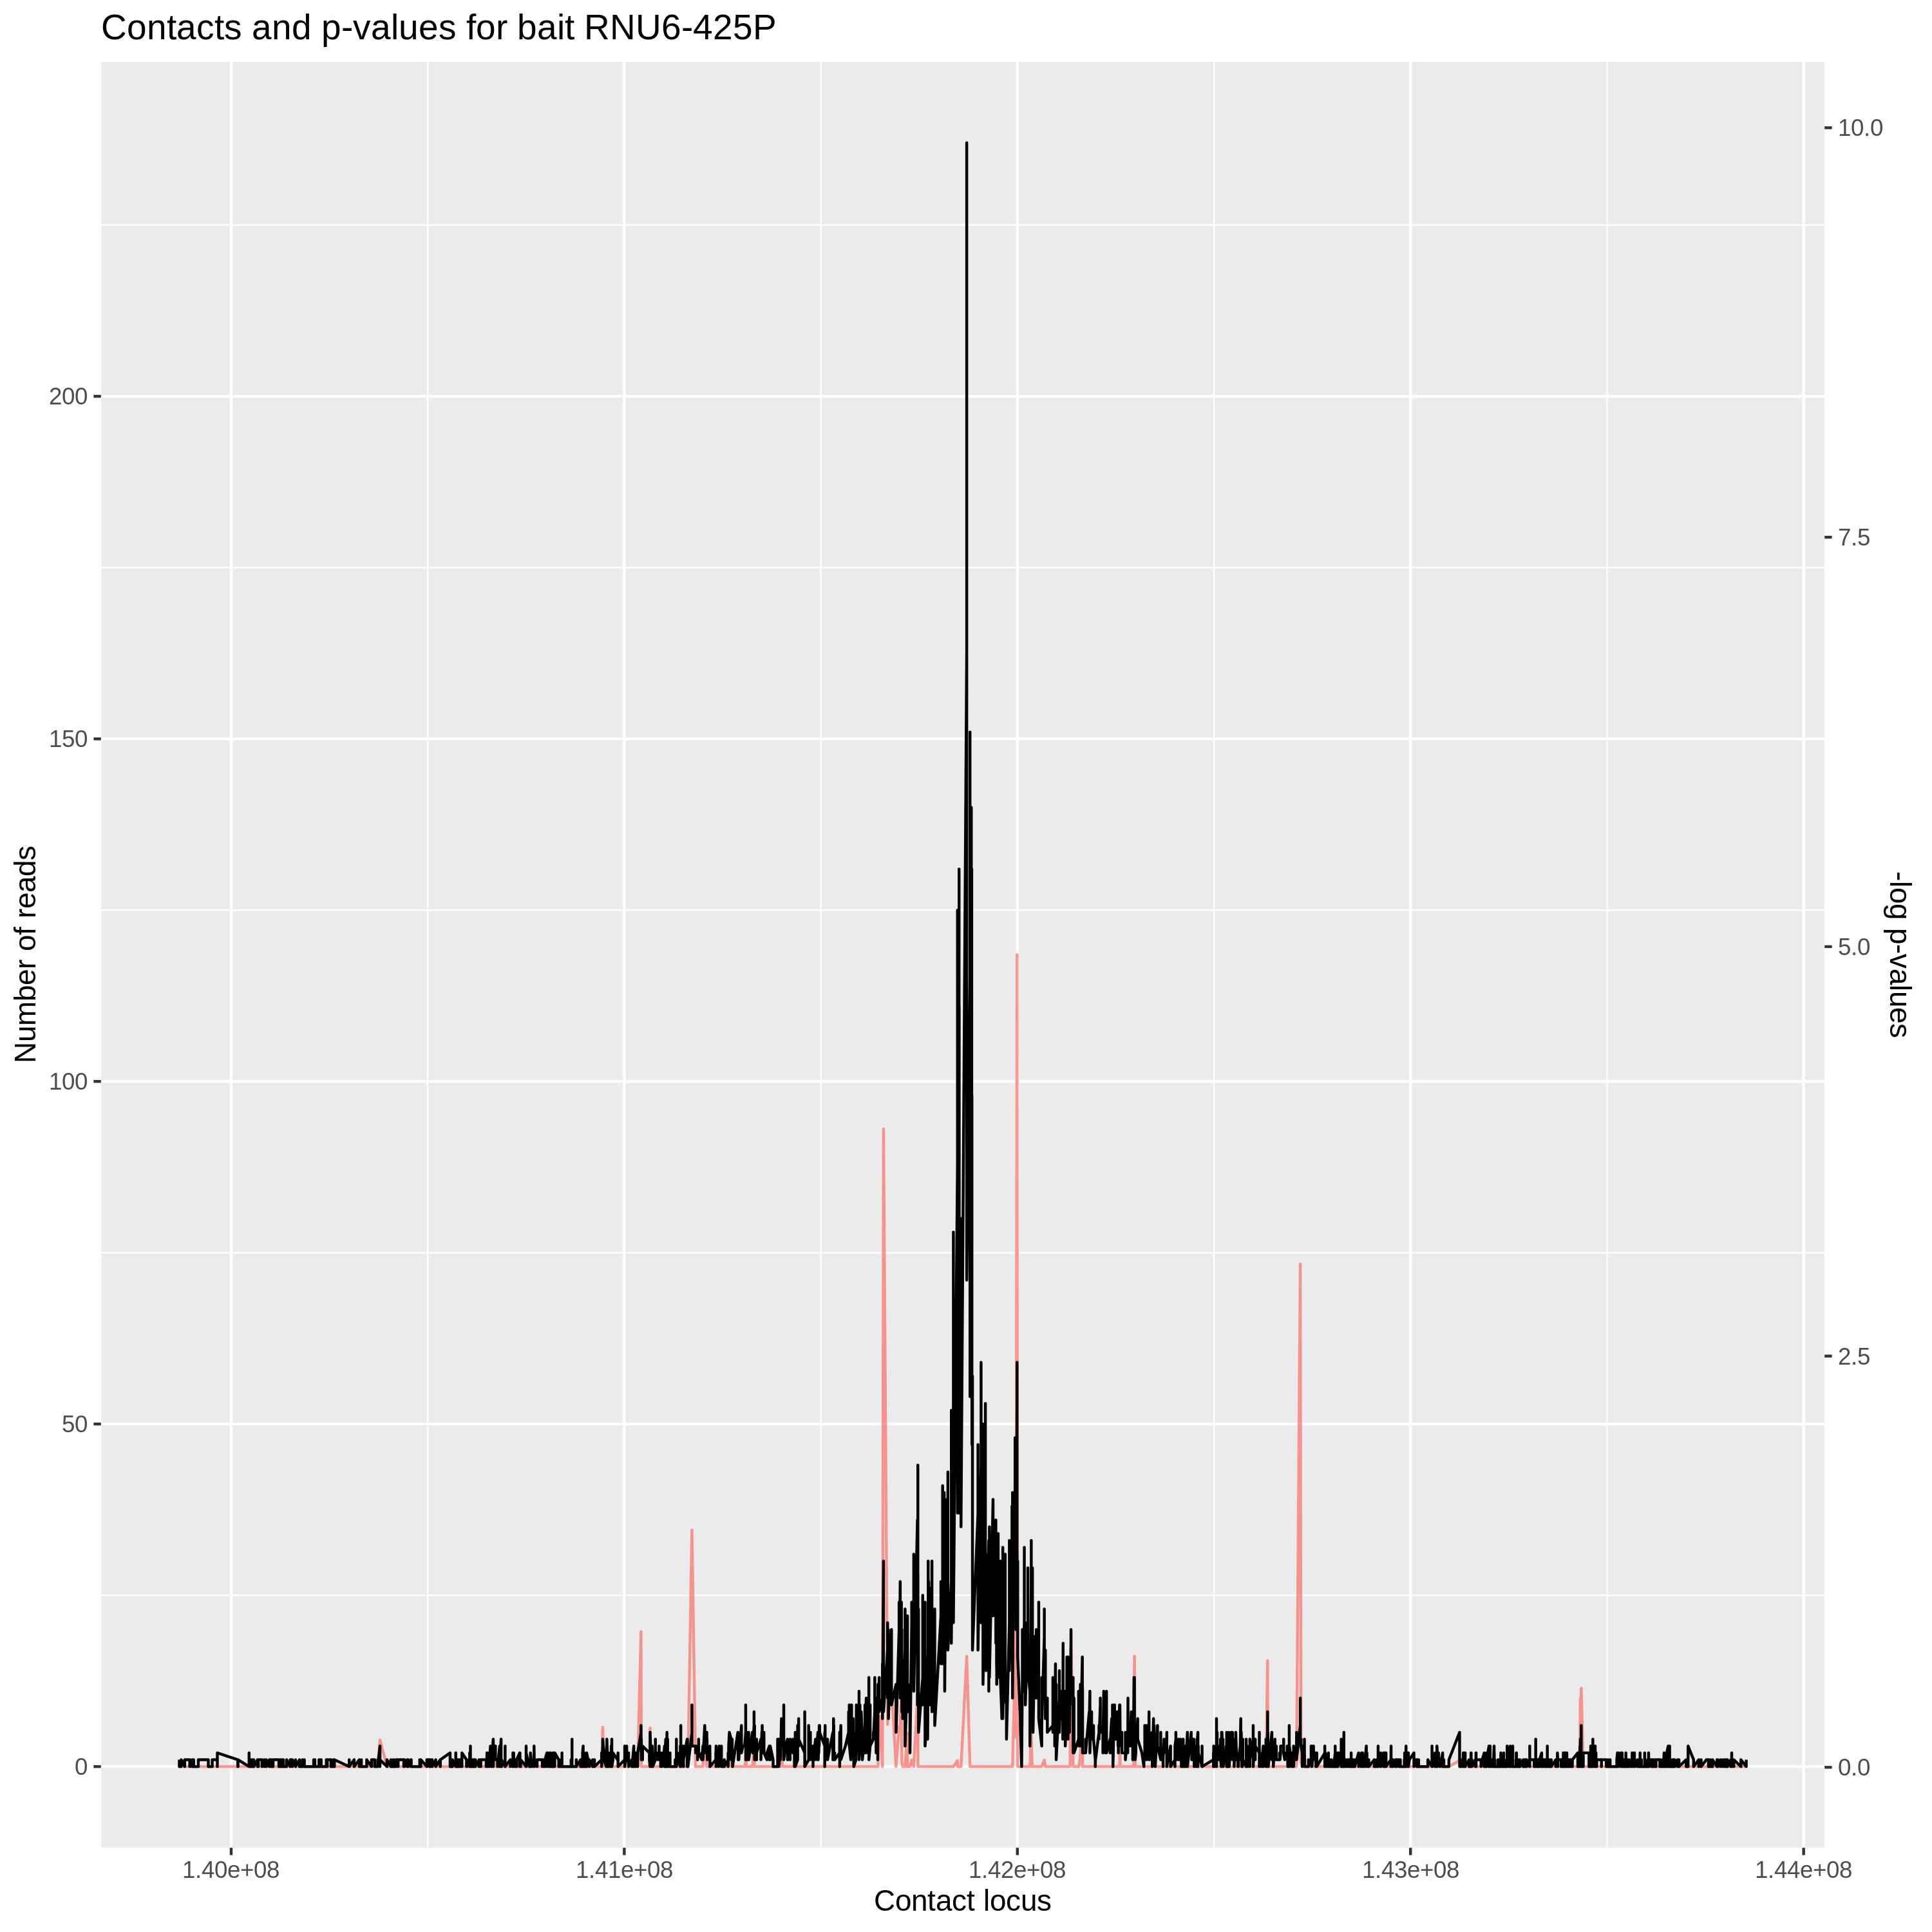 Contacts and p-values for bait RNU6-425P
10.0
7.5
5.0
2.5
0.0
-log p-values
200
150
100
50
0
Number of reads
1.40e+08 1.41e+08 1.42e+08 1.43e+08 1.44e+08
Contact locus